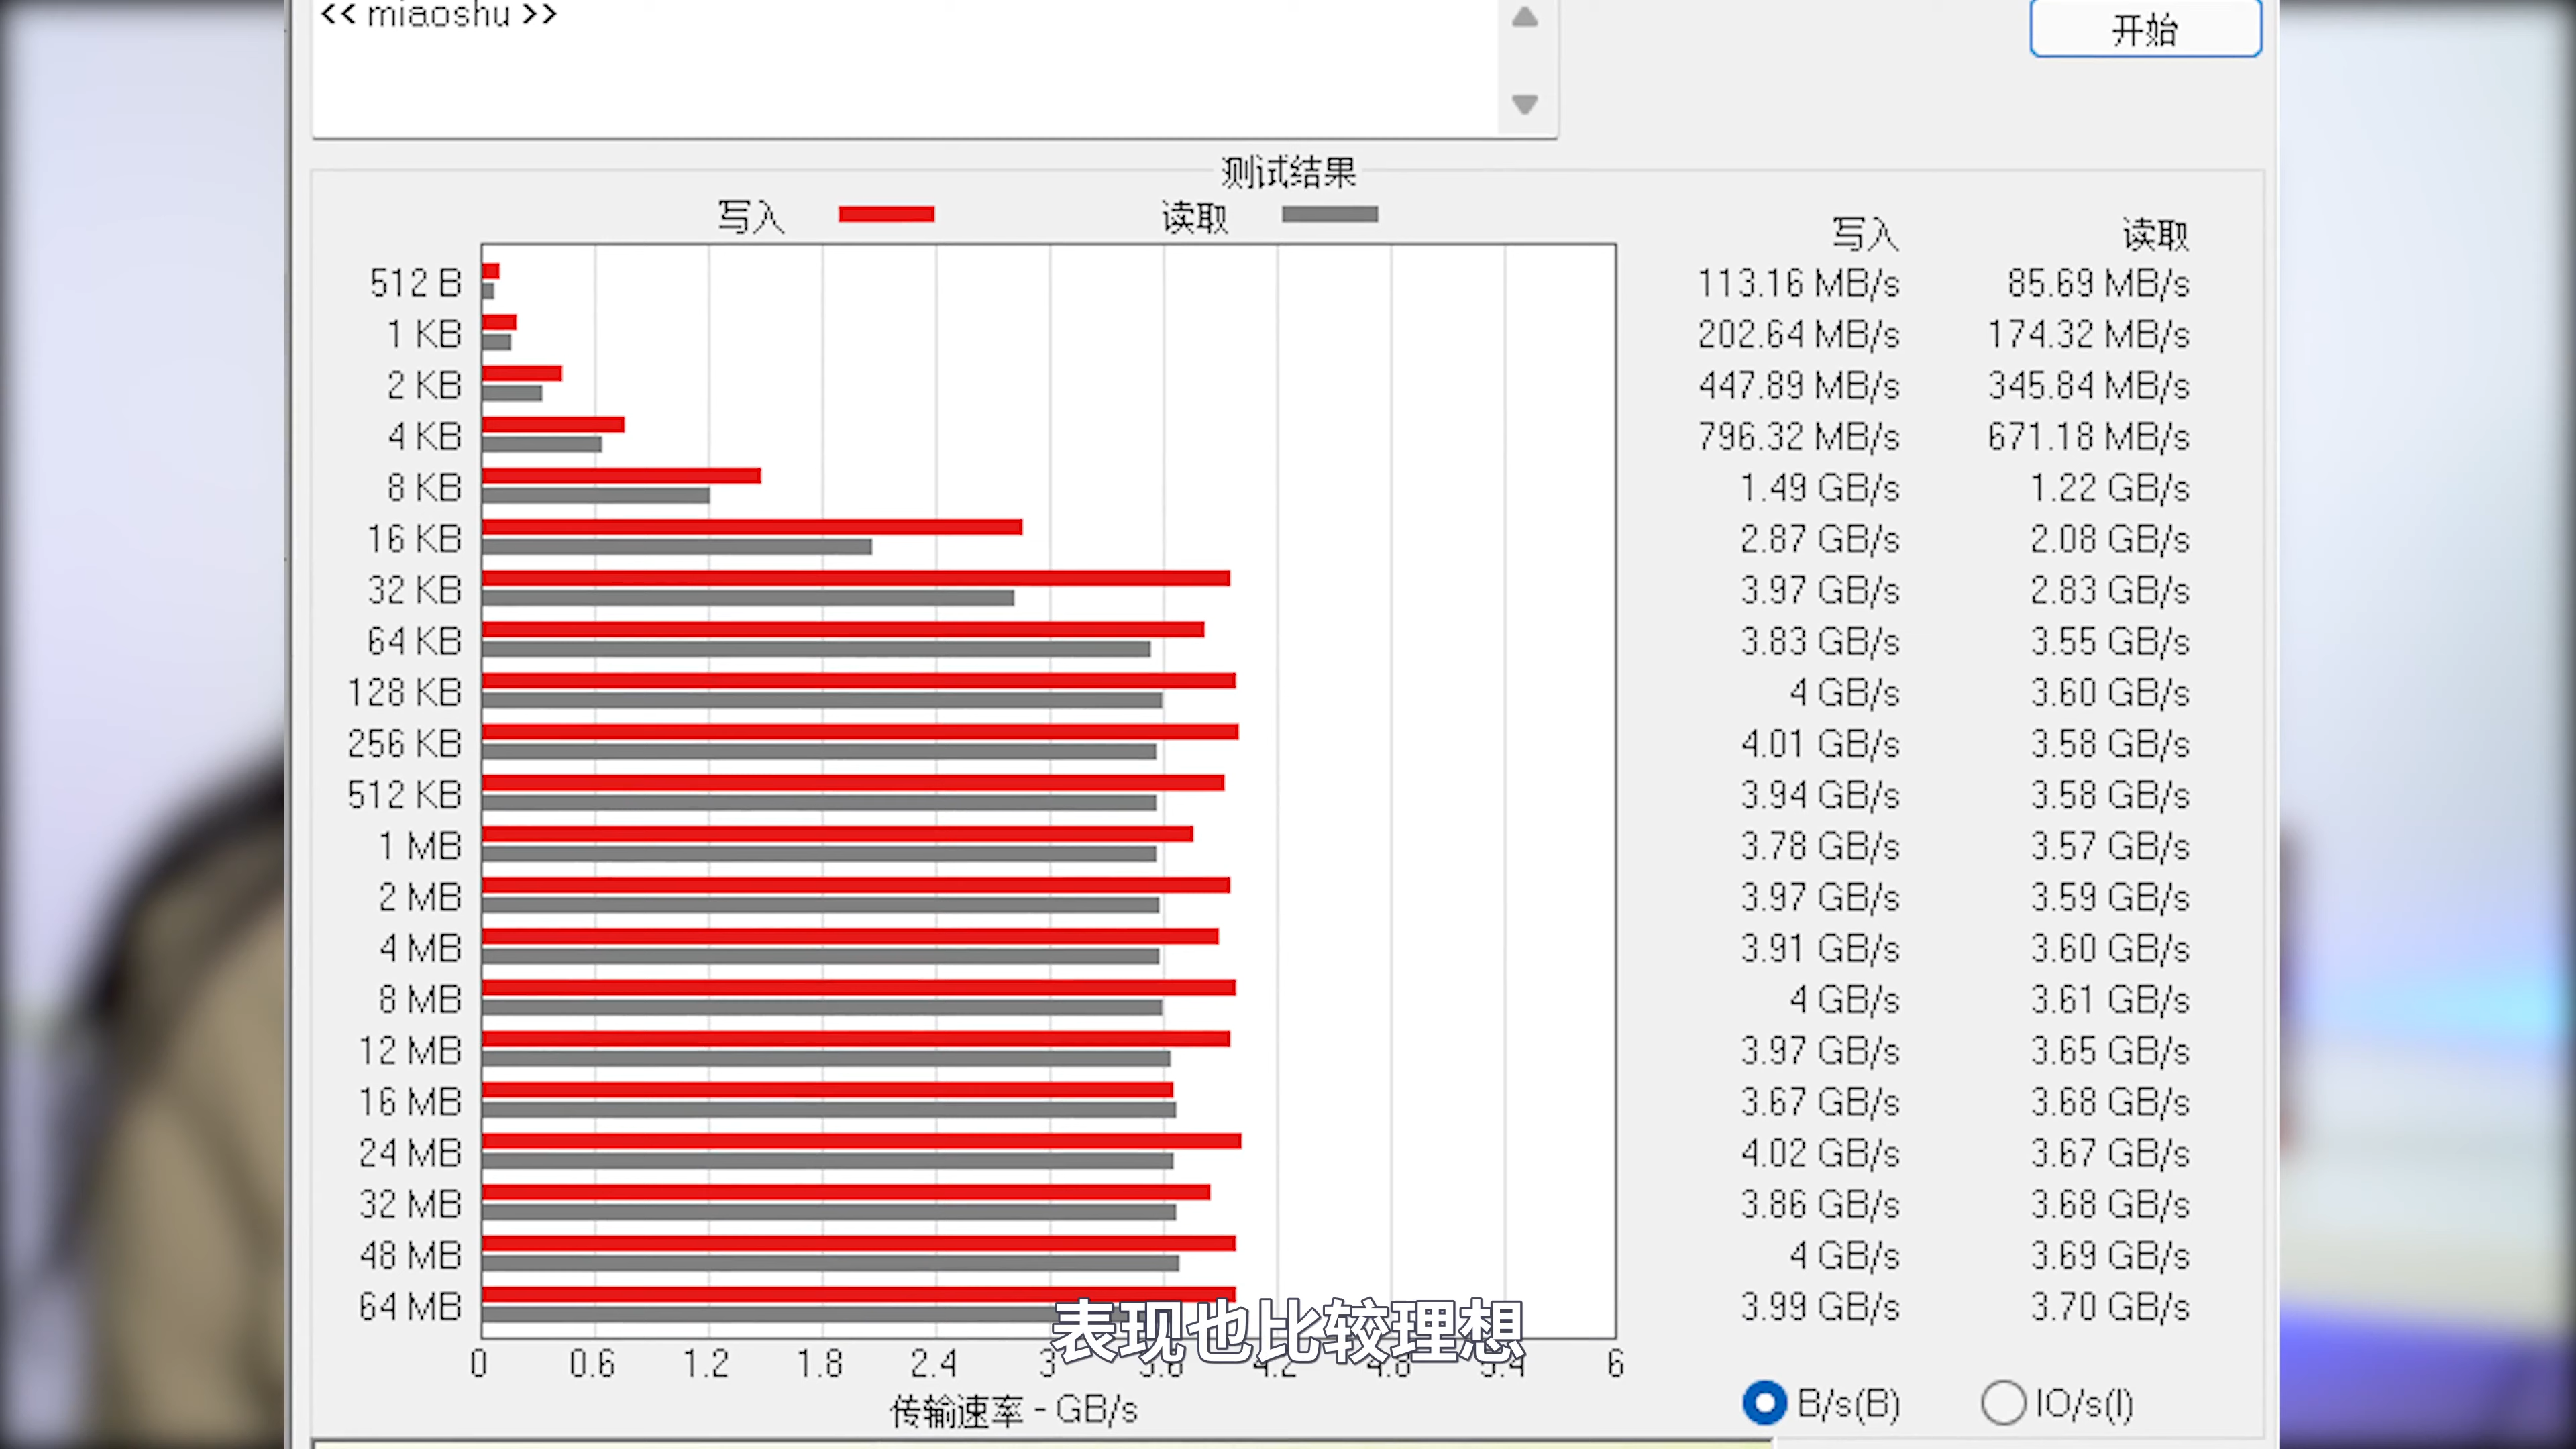 << miaoshu >>
开始
测试结果
写入 读取
写入 读取
512 B 113.16 MB/s 85.69 MB/s
1 KB 202.64 MB/s 174.32 MB/s
2 KB 447.89 MB/s 345.84 MB/s
4 KB 796.32 MB/s 671.18 MB/s
8 KB 1.49 GB/s 1.22 GB/s
16 KB 2.87 GB/s 2.08 GB/s
32 KB 3.97 GB/s 2.83 GB/s
64 KB 3.83 GB/s 3.55 GB/s
128 KB 4 GB/s 3.60 GB/s
256 KB 4.01 GB/s 3.58 GB/s
512 KB 3.94 GB/s 3.58 GB/s
1 MB 3.78 GB/s 3.57 GB/s
2 MB 3.97 GB/s 3.59 GB/s
4 MB 3.91 GB/s 3.60 GB/s
8 MB 4 GB/s 3.61 GB/s
12 MB 3.97 GB/s 3.65 GB/s
16 MB 3.67 GB/s 3.68 GB/s
24 MB 4.02 GB/s 3.67 GB/s
32 MB 3.86 GB/s 3.68 GB/s
48 MB 4 GB/s 3.69 GB/s
64 MB 3.99 GB/s 3.70 GB/s
表现也比较理想
0 0.6 1.2 1.8 2.4 3 3.6 4.2 4.8 5.4 6
传输速率 - GB/s
B/s(B) IO/s(I)